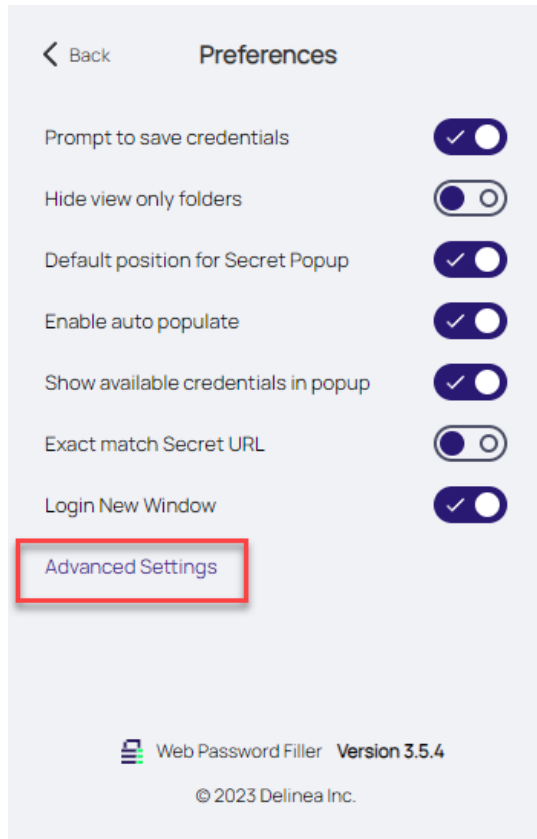 Back Preferences
Prompt to save credentials
Hide view only folders
Default position for Secret Popup
Enable auto populate
Show available credentials in popup
Exact match Secret URL
Login New Window
Advanced Settings
Web Password Filler Version 3.5.4
© 2023 Delinea Inc.